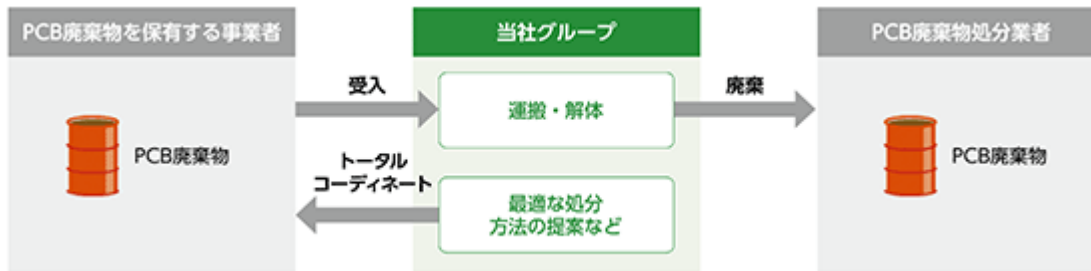 PCB廃棄物を保有する事業者
当社グループ
PCB廃棄物処分業者
受入
運搬・解体
廃棄
PCB廃棄物
PCB廃棄物
トータル
コーディネート
最適な処分
方法の提案など